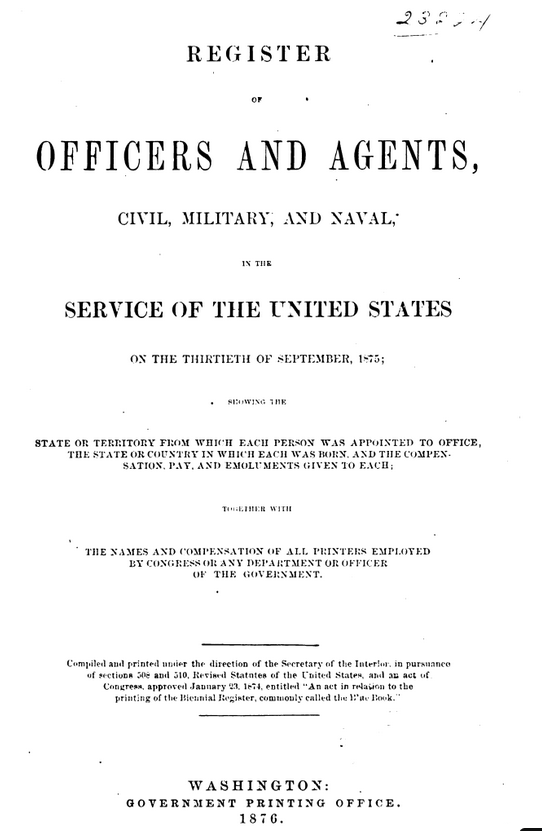 REGISTER
OF
OFFICERS AND AGENTS,
CIVIL, MILITARY, AND NAVAL,
IN THE
SERVICE OF THE UNITED STATES
ON THE THIRTIETH OF SEPTEMBER, 1875;
SHOWING THE
STATE OR TERRITORY FROM WHICH EACH PERSON WAS APPOINTED TO OFFICE,
THE STATE OR COUNTRY IN WHICH EACH WAS BORN, AND THE COMPEN-
SATION, PAY, AND EMOLUMENTS GIVEN TO EACH;
TOGETHER WITH
THE NAMES AND COMPENSATION OF ALL PRINTERS EMPLOYED
BY CONGRESS OR ANY DEPARTMENT OR OFFICER
OF THE GOVERNMENT.
Compiled and printed under the direction of the Secretary of the Interior, in pursuance
of sections 508 and 510, Revised Statutes of the United States, and an act of
Congress, approved January 23, 1874, entitled "An act in relation to the
printing of the Biennial Register, commonly called the Blue Book."
WASHINGTON:
GOVERNMENT PRINTING OFFICE.
1876.